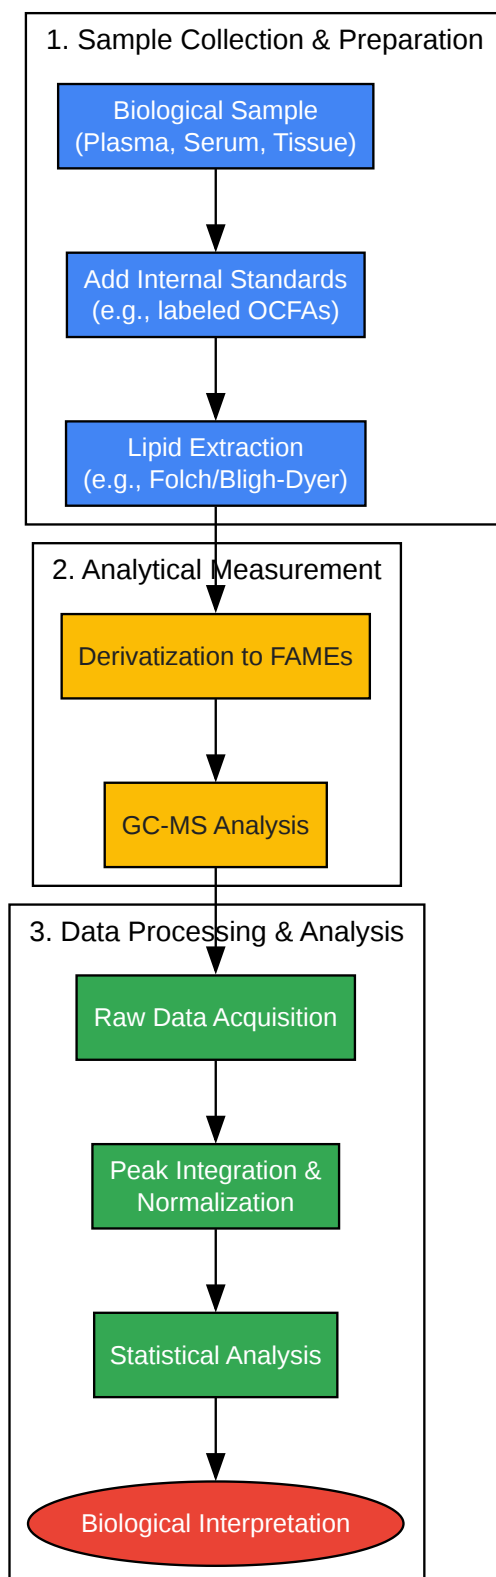 1. Sample Collection & Preparation
Biological Sample
(Plasma, Serum, Tissue)
Add Internal Standards
(e.g., labeled OCFAs)
Lipid Extraction
(e.g., Folch/Bligh-Dyer)
2. Analytical Measurement
Derivatization to FAMEs
GC-MS Analysis
3. Data Processing & Analysis
Raw Data Acquisition
Peak Integration &
Normalization
Statistical Analysis
Biological Interpretation